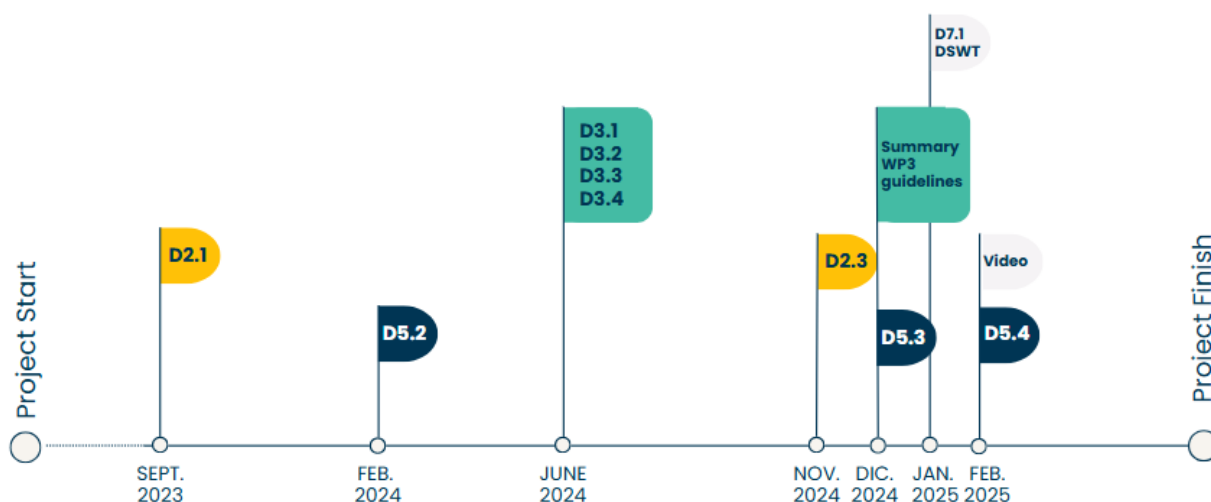 Project Start
D2.1
D5.2
D3.1
D3.2
D3.3
D3.4
D2.3
Summary
WP3
guidelines
D5.3
D7.1
DSWT
Video
D5.4
Project Finish
SEPT.
2023
FEB.
2024
JUNE
2024
NOV.
2024
DIC.
2024
JAN.
2025
FEB.
2025